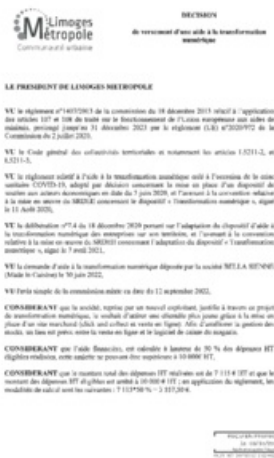 Limoges
Métropole
Communauté urbaine
DECISION
de versement d'une aide à la transformation
numérique
LE PRESIDENT DE LIMOGES METROPOLE
VU le règlement n°1407/2013 de la commission du 18 décembre 2013 relatif à l'application
des articles 107 et 108 du traité sur le fonctionnement de l'Union européenne aux aides de
minimis, prolongé jusqu'au 31 décembre 2023 par le règlement (UE) n°2020/972 de la
Commission du 2 juillet 2020,
VU le Code général des collectivités territoriales et notamment les articles L5211-2, et
L5211-3,
VU le règlement relatif à l'aide à la transformation numérique suite à la crise
sanitaire COVID-19, adopté par décision concernant la mise en place d'un dispositif de
soutien aux acteurs économiques en date du 7 juin 2020, et l'avenant à la convention relative
à la mise en œuvre du SRDEII concernant le dispositif « Transformation numérique », signé
le 11 Août 2020,
VU la délibération n°7.4 du 18 décembre 2020 portant sur l'adaptation du dispositif d'aide à
la transformation numérique des entreprises sur son territoire, et l'avenant à la convention
relative à la mise en œuvre du SRDEII concernant l'adaptation du dispositif « Transformation
numérique », signé le 7 avril 2021,
VU la demande d'aide à la transformation numérique déposée par la société
le 30 juin 2022,
VU l'avis simple de la commission mixte en date du 12 septembre 2022,
CONSIDERANT que la société, reprise par un nouvel exploitant, justifie à travers ce projet
de transformation numérique, le souhait d'attirer une clientèle plus jeune grâce à la mise en
place d'un site marchand (click and collect et vente en ligne). Afin d'améliorer la gestion des
stocks, un lien est prévu entre la vente en ligne et le logiciel de caisse du magasin.
CONSIDERANT que l'aide financière, est calculée à hauteur de 50 % des dépenses HT
éligibles réalisées, cette assiette ne pouvant être supérieure à 10 000€ HT,
CONSIDERANT que le montant total des dépenses HT réalisées est de 7 115 € HT et que le
montant des dépenses HT éligibles est arrêté à 10 000 € HT ; en application du règlement, les
modalités de calcul sont les suivantes : 7 115*50 % = 3 557,50 €.